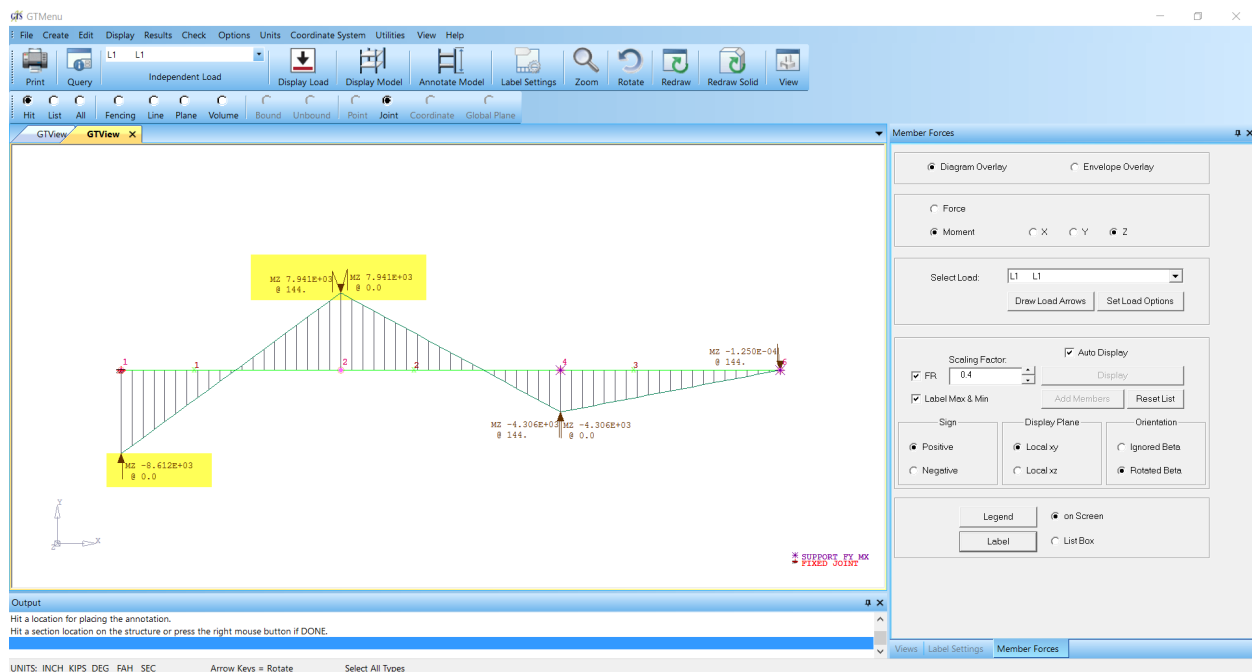 GTS GTMenu
File Create Edit Display Results Check Options Units Coordinate System Utilities View Help
L1 L1
Independent Load
Print Query Display Load Display Model Annotate Model Label Settings Zoom Rotate Redraw Redraw Solid View
Hit List All Fencing Line Plane Volume Bound Unbound Point Joint Coordinate Global Plane
GTView GTView X
Member Forces
Diagram Overlay Envelope Overlay
Force
Moment X Y Z
Select Load: L1 L1
Draw Load Arrows Set Load Options
Auto Display
Scaling Factor:
FR 0.4 Display
Label Max & Min Add Members Reset List
Sign Display Plane Orientation
Positive Local xy Ignored Beta
Negative Local xz Rotated Beta
Legend on Screen
Label List Box
MZ 7.941E+03 MZ 7.941E+03
@ 144. @ 0.0
MZ -1.250E-04
@ 144.
1 1 2 2 4 3 6
MZ -4.306E+03 MZ -4.306E+03
@ 144. @ 0.0
MZ -8.612E+03
@ 0.0
Y
Z X
SUPPORT FY MX
FIXED JOINT
Output
Hit a location for placing the annotation.
Hit a section location on the structure or press the right mouse button if DONE.
Views Label Settings Member Forces
UNITS: INCH KIPS DEG FAH SEC Arrow Keys = Rotate Select All Types